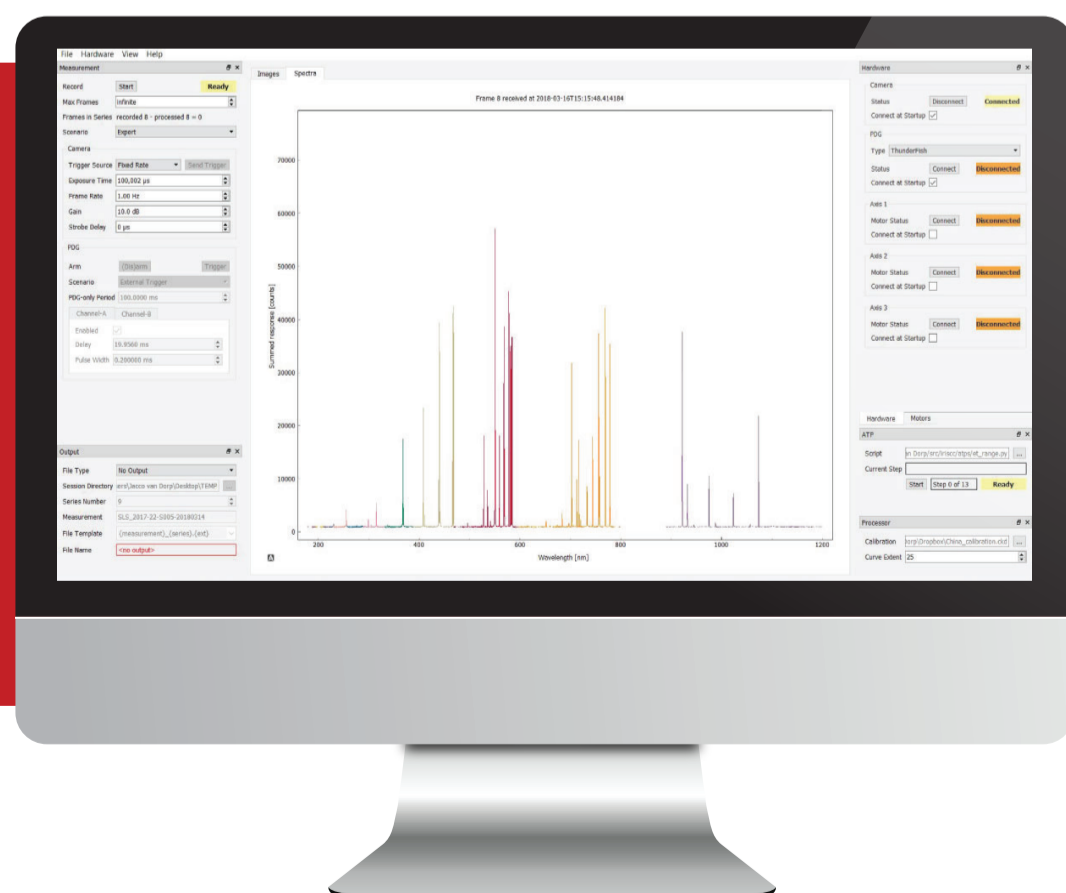 File Hardware View Help
Measurement
Record Start Ready
Max Frames infinite
Frames in Series recorded 8 - processed 8 = 0
Scenario Expert
Camera
Trigger Source Fixed Rate Send Trigger
Exposure Time 100,002 µs
Frame Rate 1.00 Hz
Gain 10.0 dB
Strobe Delay 0 µs
PDG
Arm (Dis)arm Trigger
Scenario External Trigger
PDG-only Period 100.0000 ms
Channel-A Channel-B
Enabled
Delay 19.9560 ms
Pulse Width 0.200000 ms
Output
File Type No Output
Session Directory ers\Jacco van Dorp\Desktop\TEMP ...
Series Number 9
Measurement SLS_2017-22-S005-20180314
File Template {measurement}_{series}.{ext}
File Name <no output>
Images Spectra
Frame 8 received at 2018-03-16T15:15:48.414184
Summed response [counts]
70000
60000
50000
40000
30000
20000
10000
0
200 400 600 800 1000 1200
Wavelength [nm]
A
Hardware
Camera
Status Disconnect Connected
Connect at Startup
PDG
Type ThunderFish
Status Connect Disconnected
Connect at Startup
Axis 1
Motor Status Connect Disconnected
Connect at Startup
Axis 2
Motor Status Connect Disconnected
Connect at Startup
Axis 3
Motor Status Connect Disconnected
Connect at Startup
Hardware Motors
ATP
Script ...
Current Step
Start Step 0 of 13 Ready
Processor
Calibration orp\Dropbox\China_calibration.cld ...
Curve Extent 25